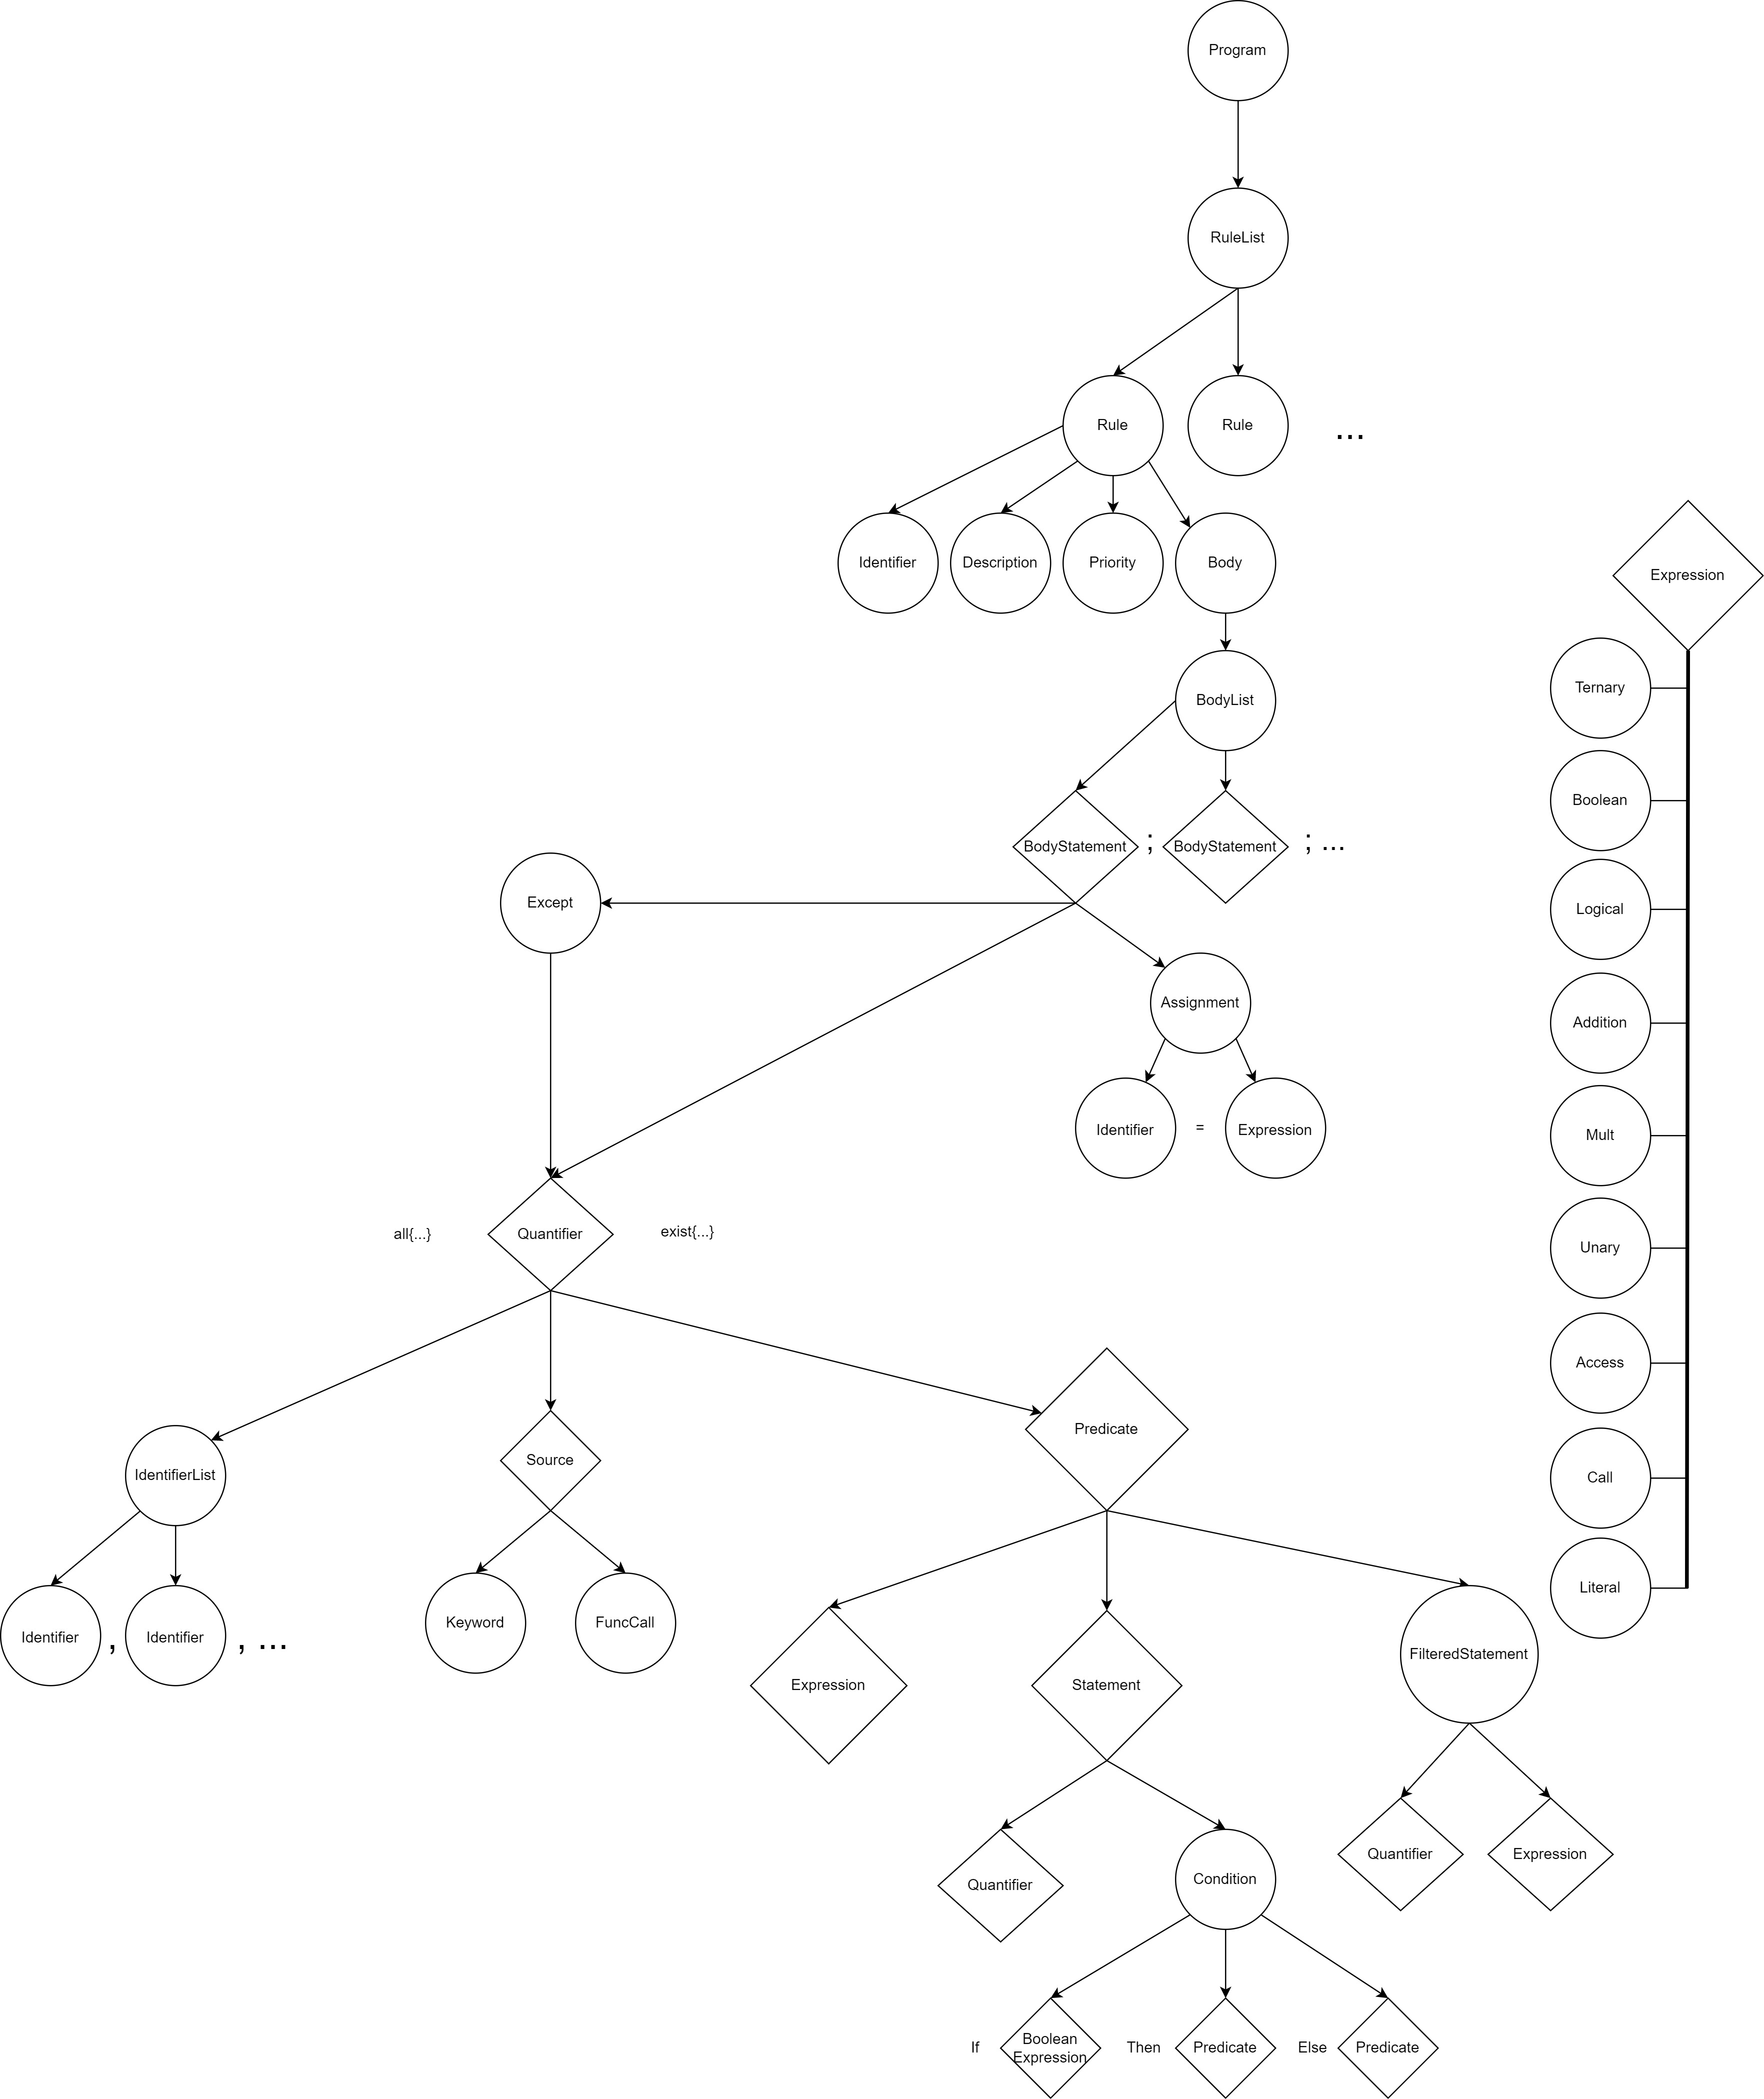 Program
RuleList
Rule
Rule
...
Identifier
Description
Priority
Body
Expression
BodyList
Ternary
Boolean
BodyStatement
;
BodyStatement
; ...
Except
Logical
Assignment
Addition
Identifier
=
Expression
Mult
all{...}
Quantifier
exist{...}
Unary
Access
Predicate
IdentifierList
Source
Call
Literal
Identifier
,
Identifier
, ...
Keyword
FuncCall
Expression
Statement
FilteredStatement
Quantifier
Condition
Quantifier
Expression
If
Boolean
Expression
Then
Predicate
Else
Predicate